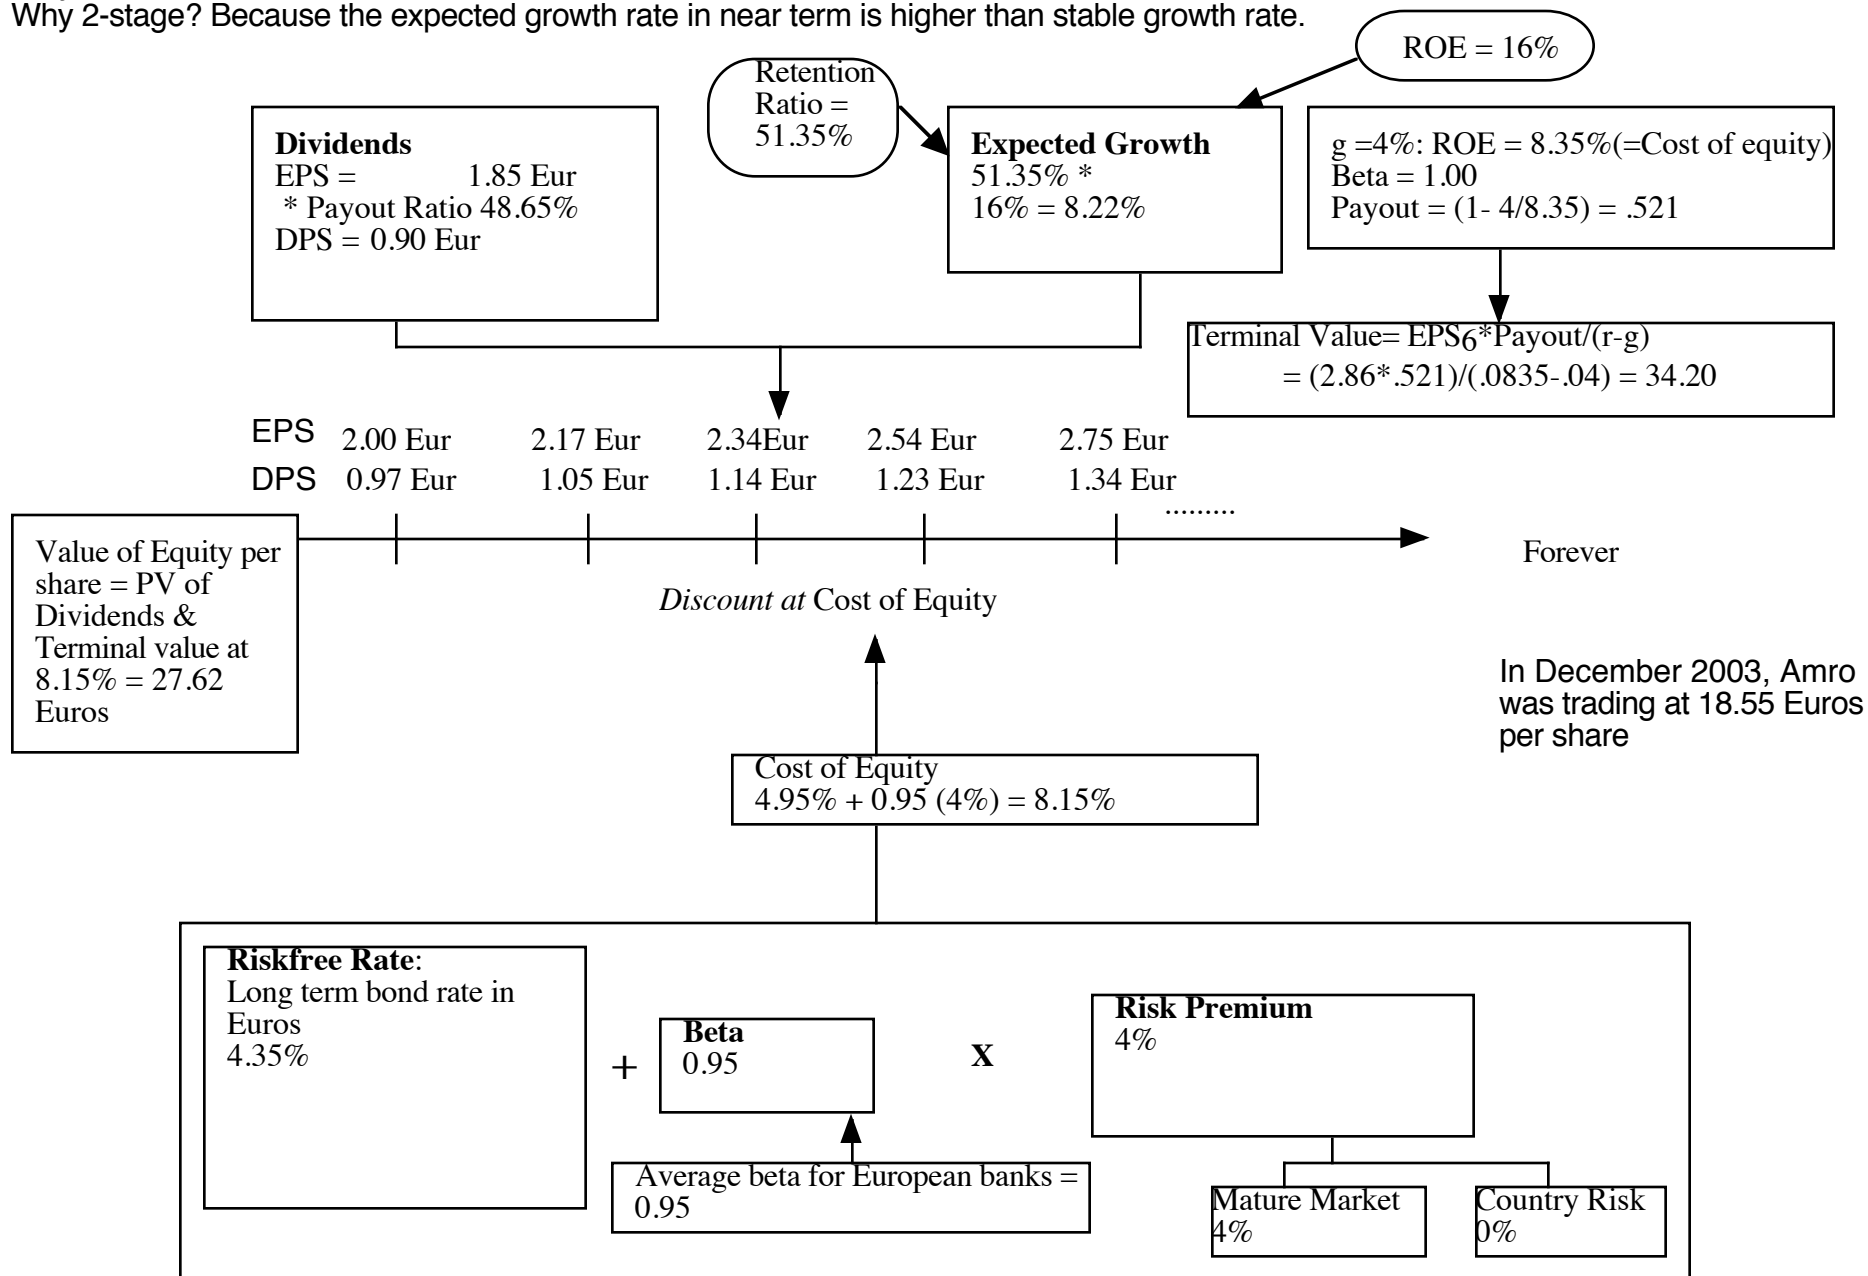 Why 2-stage? Because the expected growth rate in near term is higher than stable growth rate.
ROE = 16%
Retention
Ratio =
51.35%
Dividends
EPS = 1.85 Eur
* Payout Ratio 48.65%
DPS = 0.90 Eur
Expected Growth
51.35% *
16% = 8.22%
g =4%: ROE = 8.35%(=Cost of equity)
Beta = 1.00
Payout = (1- 4/8.35) = .521
Terminal Value= EPS6*Payout/(r-g)
= (2.86*.521)/(.0835-.04) = 34.20
EPS 2.00 Eur 2.17 Eur 2.34Eur 2.54 Eur 2.75 Eur
DPS 0.97 Eur 1.05 Eur 1.14 Eur 1.23 Eur 1.34 Eur
.........
Value of Equity per
share = PV of
Dividends &
Terminal value at
8.15% = 27.62
Euros
Forever
Discount at Cost of Equity
In December 2003, Amro
was trading at 18.55 Euros
per share
Cost of Equity
4.95% + 0.95 (4%) = 8.15%
Riskfree Rate:
Long term bond rate in
Euros
4.35%
+
Beta
0.95
X
Risk Premium
4%
Average beta for European banks =
0.95
Mature Market
4%
Country Risk
0%